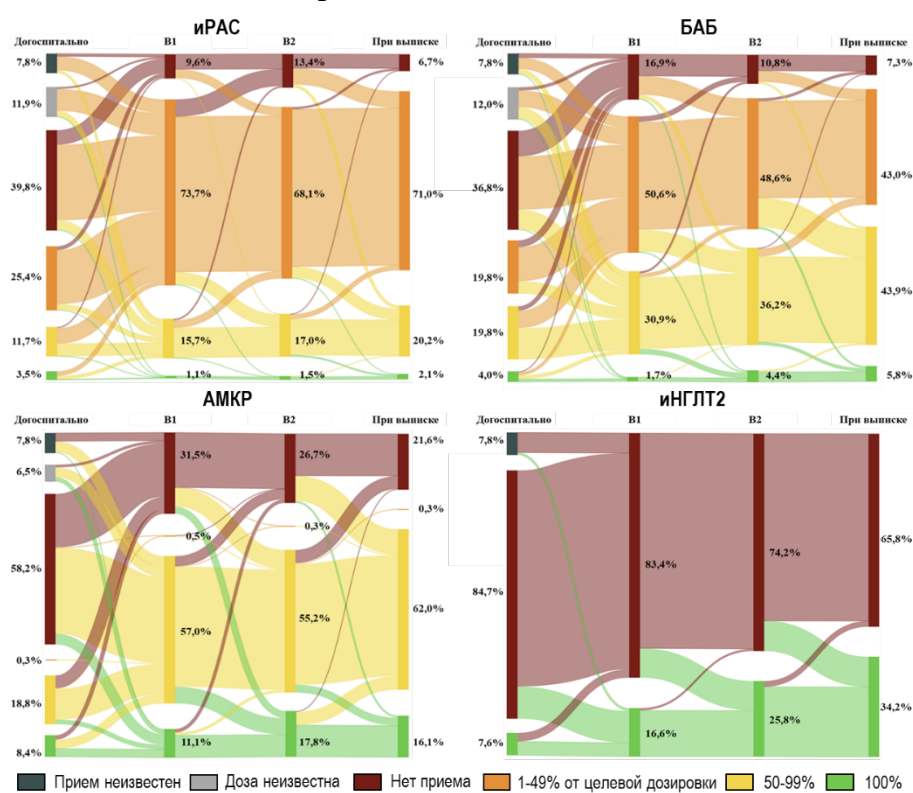 иРАС
Догоспитально В1 В2 При выписке
7,8% 9,6% 13,4% 6,7%
11,9%
39,8%
73,7% 68,1% 71,0%
25,4%
11,7% 15,7% 17,0% 20,2%
3,5% 1,1% 1,5% 2,1%
БАБ
Догоспитально В1 В2 При выписке
7,8% 16,9% 10,8% 7,3%
12,0%
36,8% 50,6% 48,6% 43,0%
19,8%
19,8% 30,9% 36,2% 43,9%
4,0% 1,7% 4,4% 5,8%
АМКР
Догоспитально В1 В2 При выписке
7,8% 31,5% 26,7% 21,6%
6,5%
0,5% 0,3% 0,3%
58,2%
57,0% 55,2% 62,0%
0,3%
18,8%
8,4% 11,1% 17,8% 16,1%
иНГЛТ2
Догоспитально В1 В2 При выписке
7,8%
84,7% 83,4% 74,2% 65,8%
7,6% 16,6% 25,8% 34,2%
Прием неизвестен Доза неизвестна Нет приема 1-49% от целевой дозировки 50-99% 100%